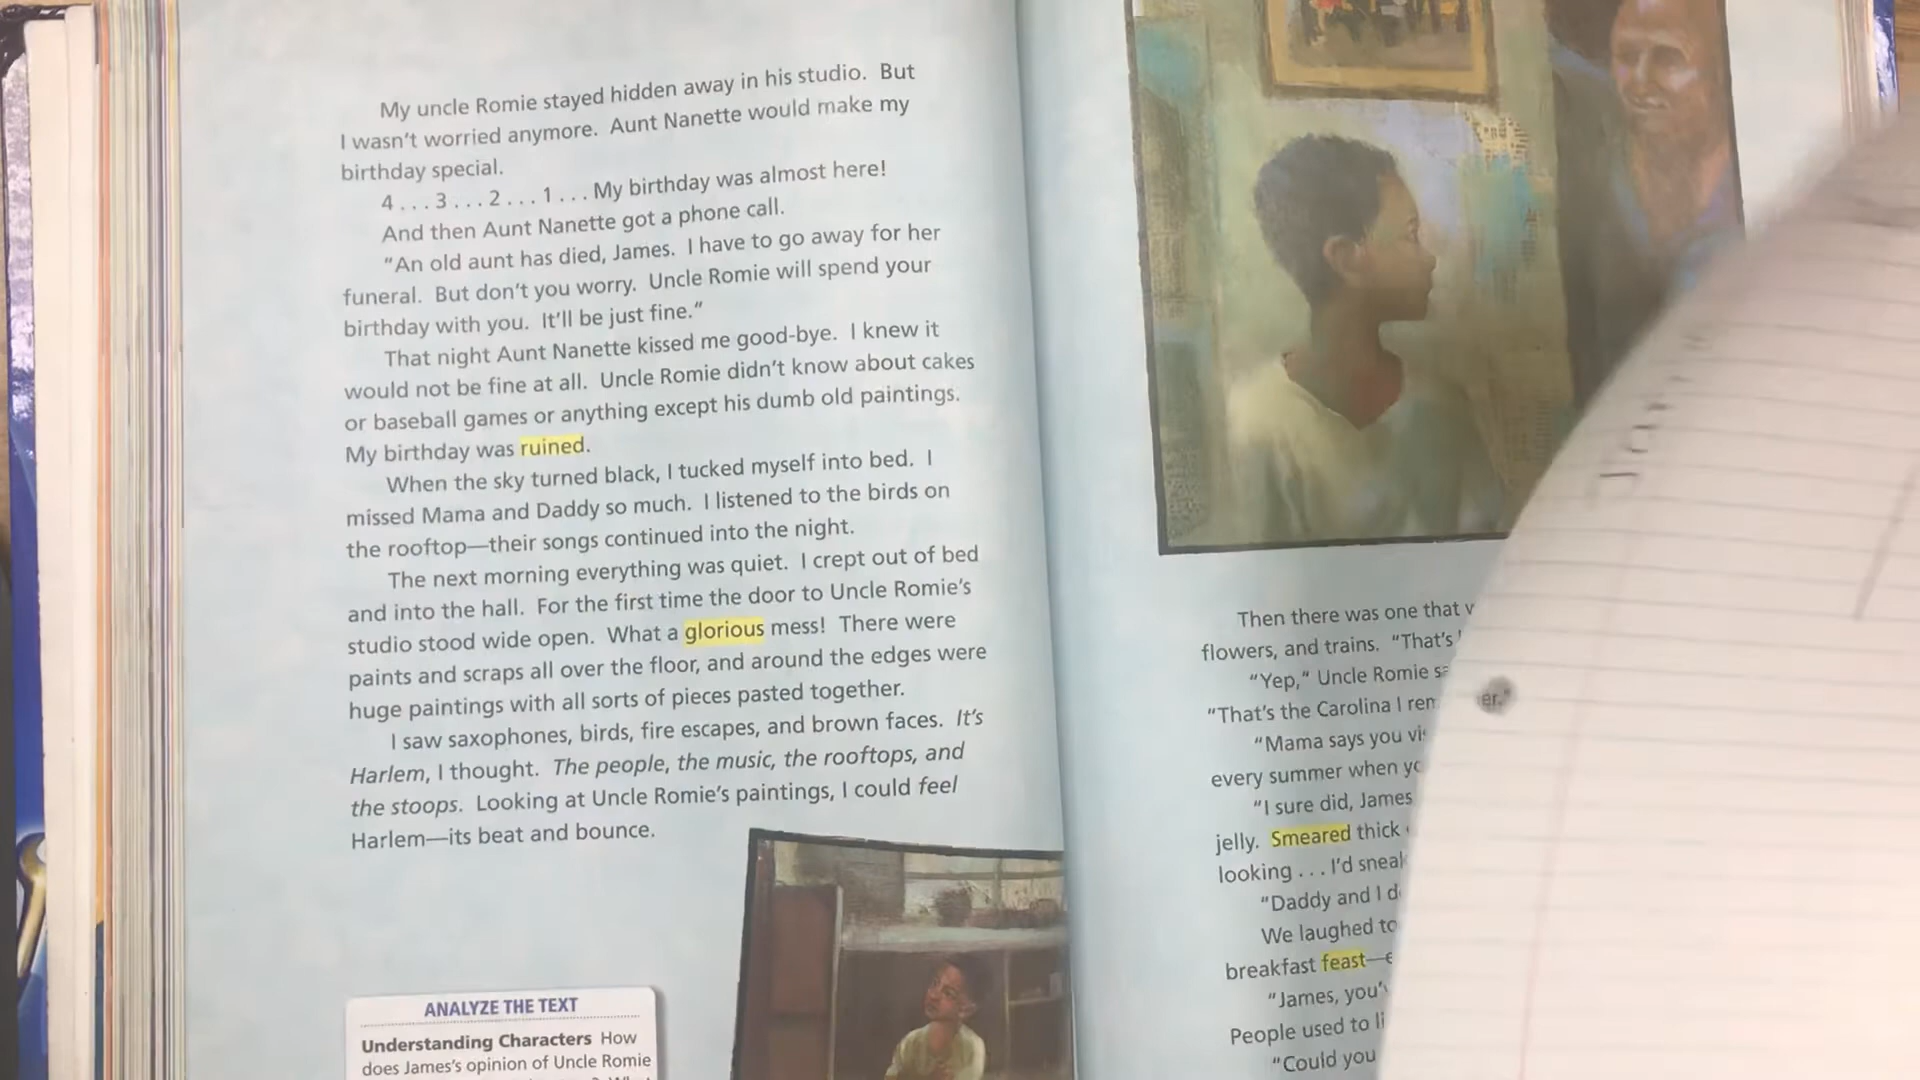 My uncle Romie stayed hidden away in his studio. But
I wasn't worried anymore. Aunt Nanette would make my
birthday special.
4 . . . 3 . . . 2 . . . 1 . . . My birthday was almost here!
And then Aunt Nanette got a phone call.
“An old aunt has died, James. I have to go away for her
funeral. But don't you worry. Uncle Romie will spend your
birthday with you. It'll be just fine.”
That night Aunt Nanette kissed me good-bye. I knew it
would not be fine at all. Uncle Romie didn't know about cakes
or baseball games or anything except his dumb old paintings.
My birthday was ruined.
When the sky turned black, I tucked myself into bed. I
missed Mama and Daddy so much. I listened to the birds on
the rooftop—their songs continued into the night.
The next morning everything was quiet. I crept out of bed
and into the hall. For the first time the door to Uncle Romie's
studio stood wide open. What a glorious mess! There were
paints and scraps all over the floor, and around the edges were
huge paintings with all sorts of pieces pasted together.
I saw saxophones, birds, fire escapes, and brown faces. It's
Harlem, I thought. The people, the music, the rooftops, and
the stoops. Looking at Uncle Romie's paintings, I could feel
Harlem—its beat and bounce.
ANALYZE THE TEXT
Understanding Characters How
does James's opinion of Uncle Romie
Then there was one that
flowers, and trains. “That's
“Yep,” Uncle Romie
“That's the Carolina I
“Mama says you
every summer when
“I sure did, James
jelly. Smeared thick
looking . . . I'd
“Daddy and I
We laughed
breakfast feast—
“James,
People used to
“Could you